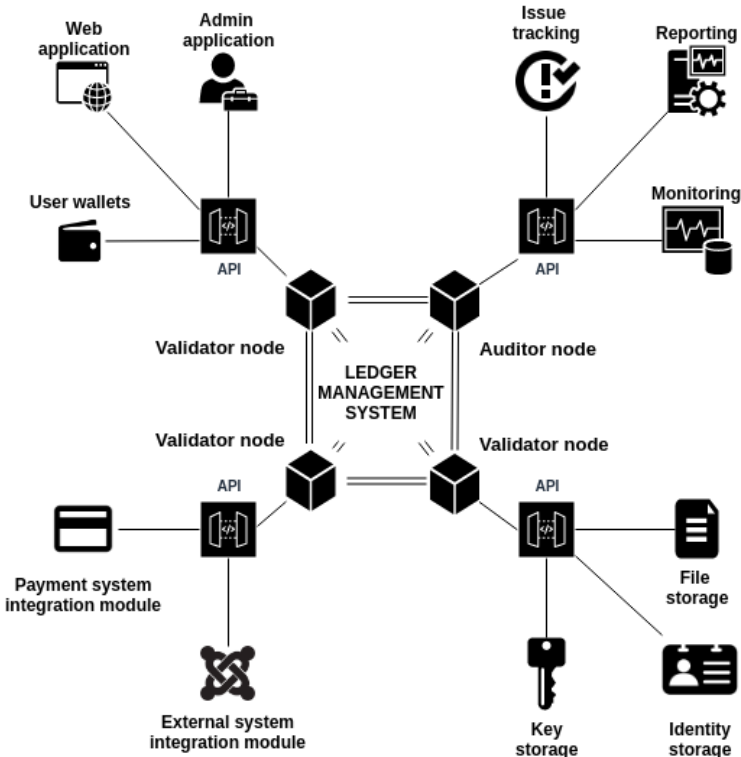 Web
application
Admin
application
Issue
tracking
Reporting
User wallets
Monitoring
API
API
Validator node
Auditor node
LEDGER
MANAGEMENT
SYSTEM
Validator node
Validator node
API
API
Payment system
integration module
File
storage
External system
integration module
Key
storage
Identity
storage